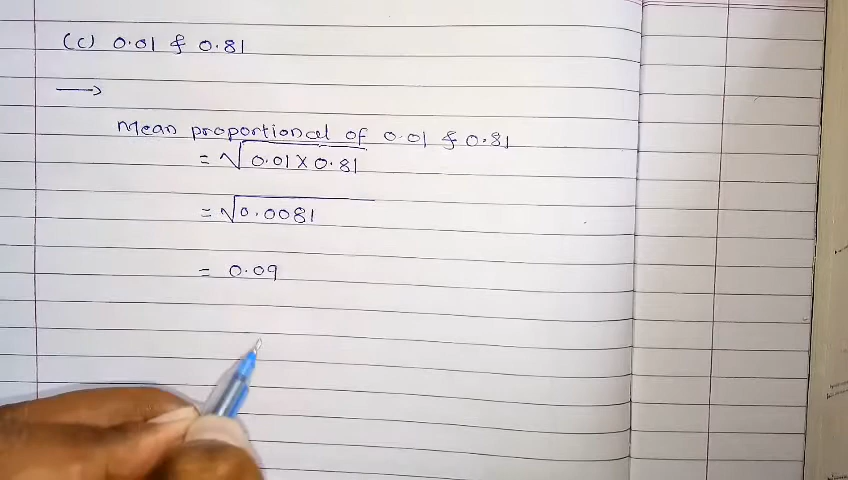 (c) 0.01 & 0.81
→
Mean proportional of 0.01 & 0.81
= √0.01 × 0.81
= √0.0081
= 0.09